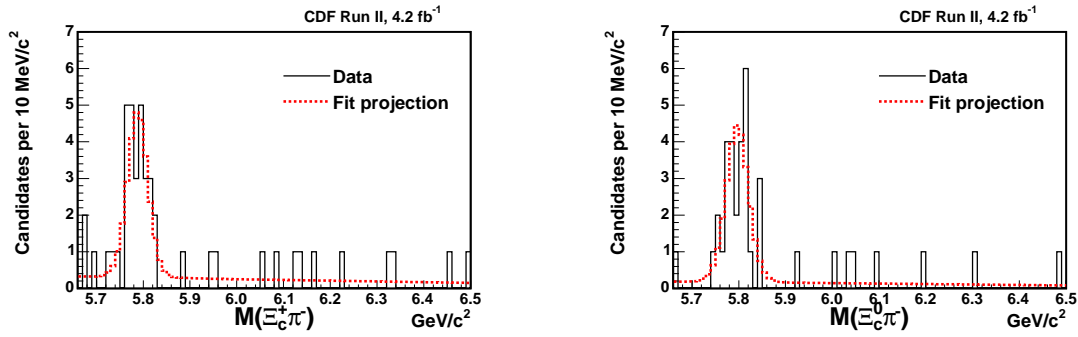 CDF Run II, 4.2 fb⁻¹
Candidates per 10 MeV/c²
7
6
5
4
3
2
1
0
Data
Fit projection
5.7 5.8 5.9 6.0 6.1 6.2 6.3 6.4 6.5
M(Ξc⁺π⁻)
GeV/c²
CDF Run II, 4.2 fb⁻¹
Candidates per 10 MeV/c²
7
6
5
4
3
2
1
0
Data
Fit projection
5.7 5.8 5.9 6.0 6.1 6.2 6.3 6.4 6.5
M(Ξc⁰π⁻)
GeV/c²